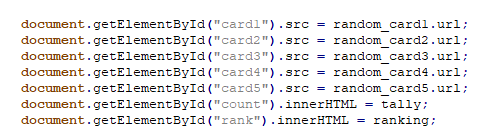 document.getElementById("card1").src = random_card1.url;
document.getElementById("card2").src = random_card2.url;
document.getElementById("card3").src = random_card3.url;
document.getElementById("card4").src = random_card4.url;
document.getElementById("card5").src = random_card5.url;
document.getElementById("count").innerHTML = tally;
document.getElementById("rank").innerHTML = ranking;